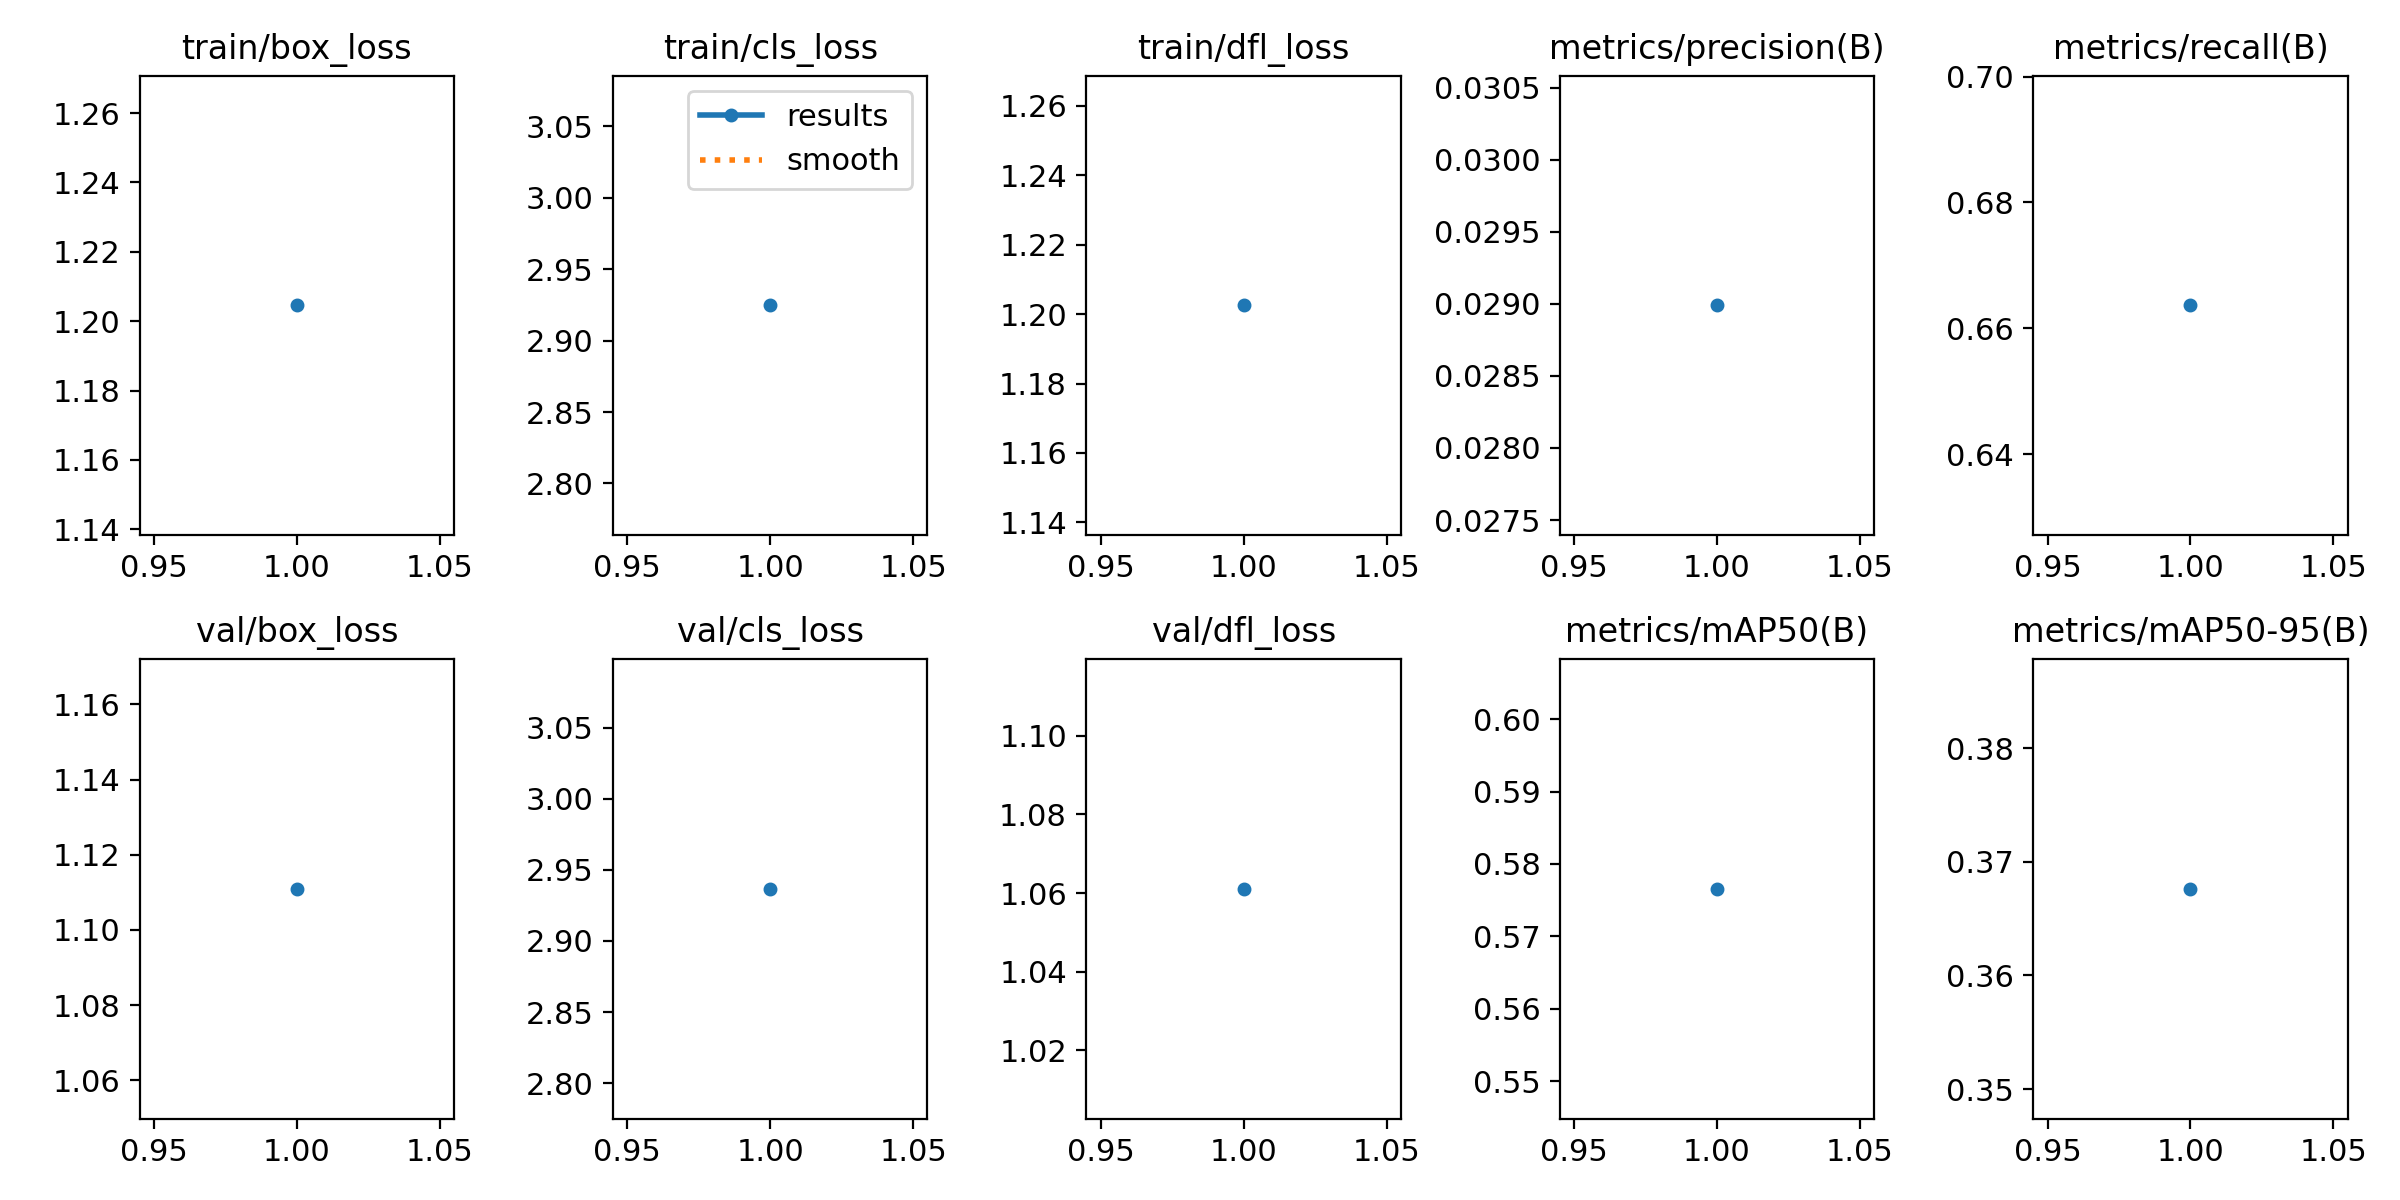 train/box_loss
1.26
1.24
1.22
1.20
1.18
1.16
1.14
0.95 1.00 1.05
train/cls_loss
results
smooth
3.05
3.00
2.95
2.90
2.85
2.80
0.95 1.00 1.05
train/dfl_loss
1.26
1.24
1.22
1.20
1.18
1.16
1.14
0.95 1.00 1.05
metrics/precision(B)
0.0305
0.0300
0.0295
0.0290
0.0285
0.0280
0.0275
0.95 1.00 1.05
metrics/recall(B)
0.70
0.68
0.66
0.64
0.95 1.00 1.05
val/box_loss
1.16
1.14
1.12
1.10
1.08
1.06
0.95 1.00 1.05
val/cls_loss
3.05
3.00
2.95
2.90
2.85
2.80
0.95 1.00 1.05
val/dfl_loss
1.10
1.08
1.06
1.04
1.02
0.95 1.00 1.05
metrics/mAP50(B)
0.60
0.59
0.58
0.57
0.56
0.55
0.95 1.00 1.05
metrics/mAP50-95(B)
0.38
0.37
0.36
0.35
0.95 1.00 1.05